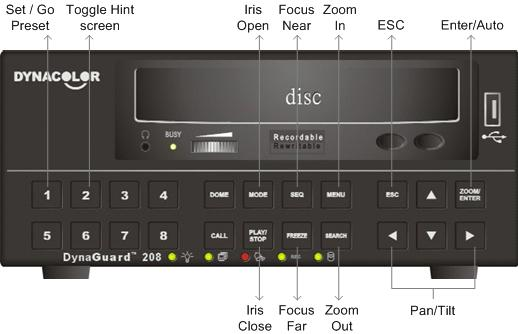 Set / Go Preset
Toggle Hint screen
Iris Open
Focus Near
Zoom In
ESC
Enter/Auto
DYNACOLOR
disc
BUSY
Recordable
Rewritable
1 2 3 4 DOME MODE SEQ MENU ESC ZOOM/ENTER
5 6 7 8 CALL PLAY/STOP FREEZE SEARCH
DynaGuard™ 208
REC
Iris Close
Focus Far
Zoom Out
Pan/Tilt